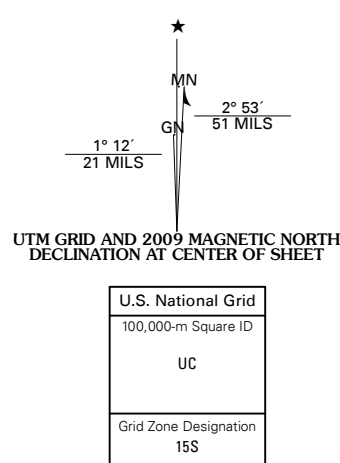 ★
MN
GN
2° 53´
51 MILS
1° 12´
21 MILS
UTM GRID AND 2009 MAGNETIC NORTH
DECLINATION AT CENTER OF SHEET
U.S. National Grid
100,000-m Square ID
UC
Grid Zone Designation
15S